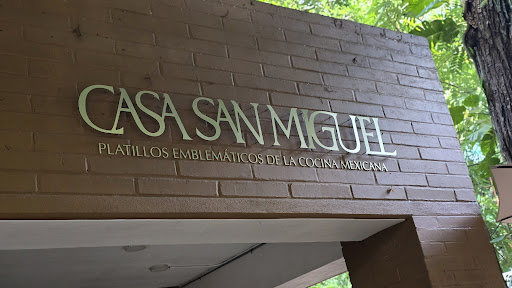 CASA SAN MIGUEL
PLATILLOS EMBLEMÁTICOS DE LA COCINA MEXICANA